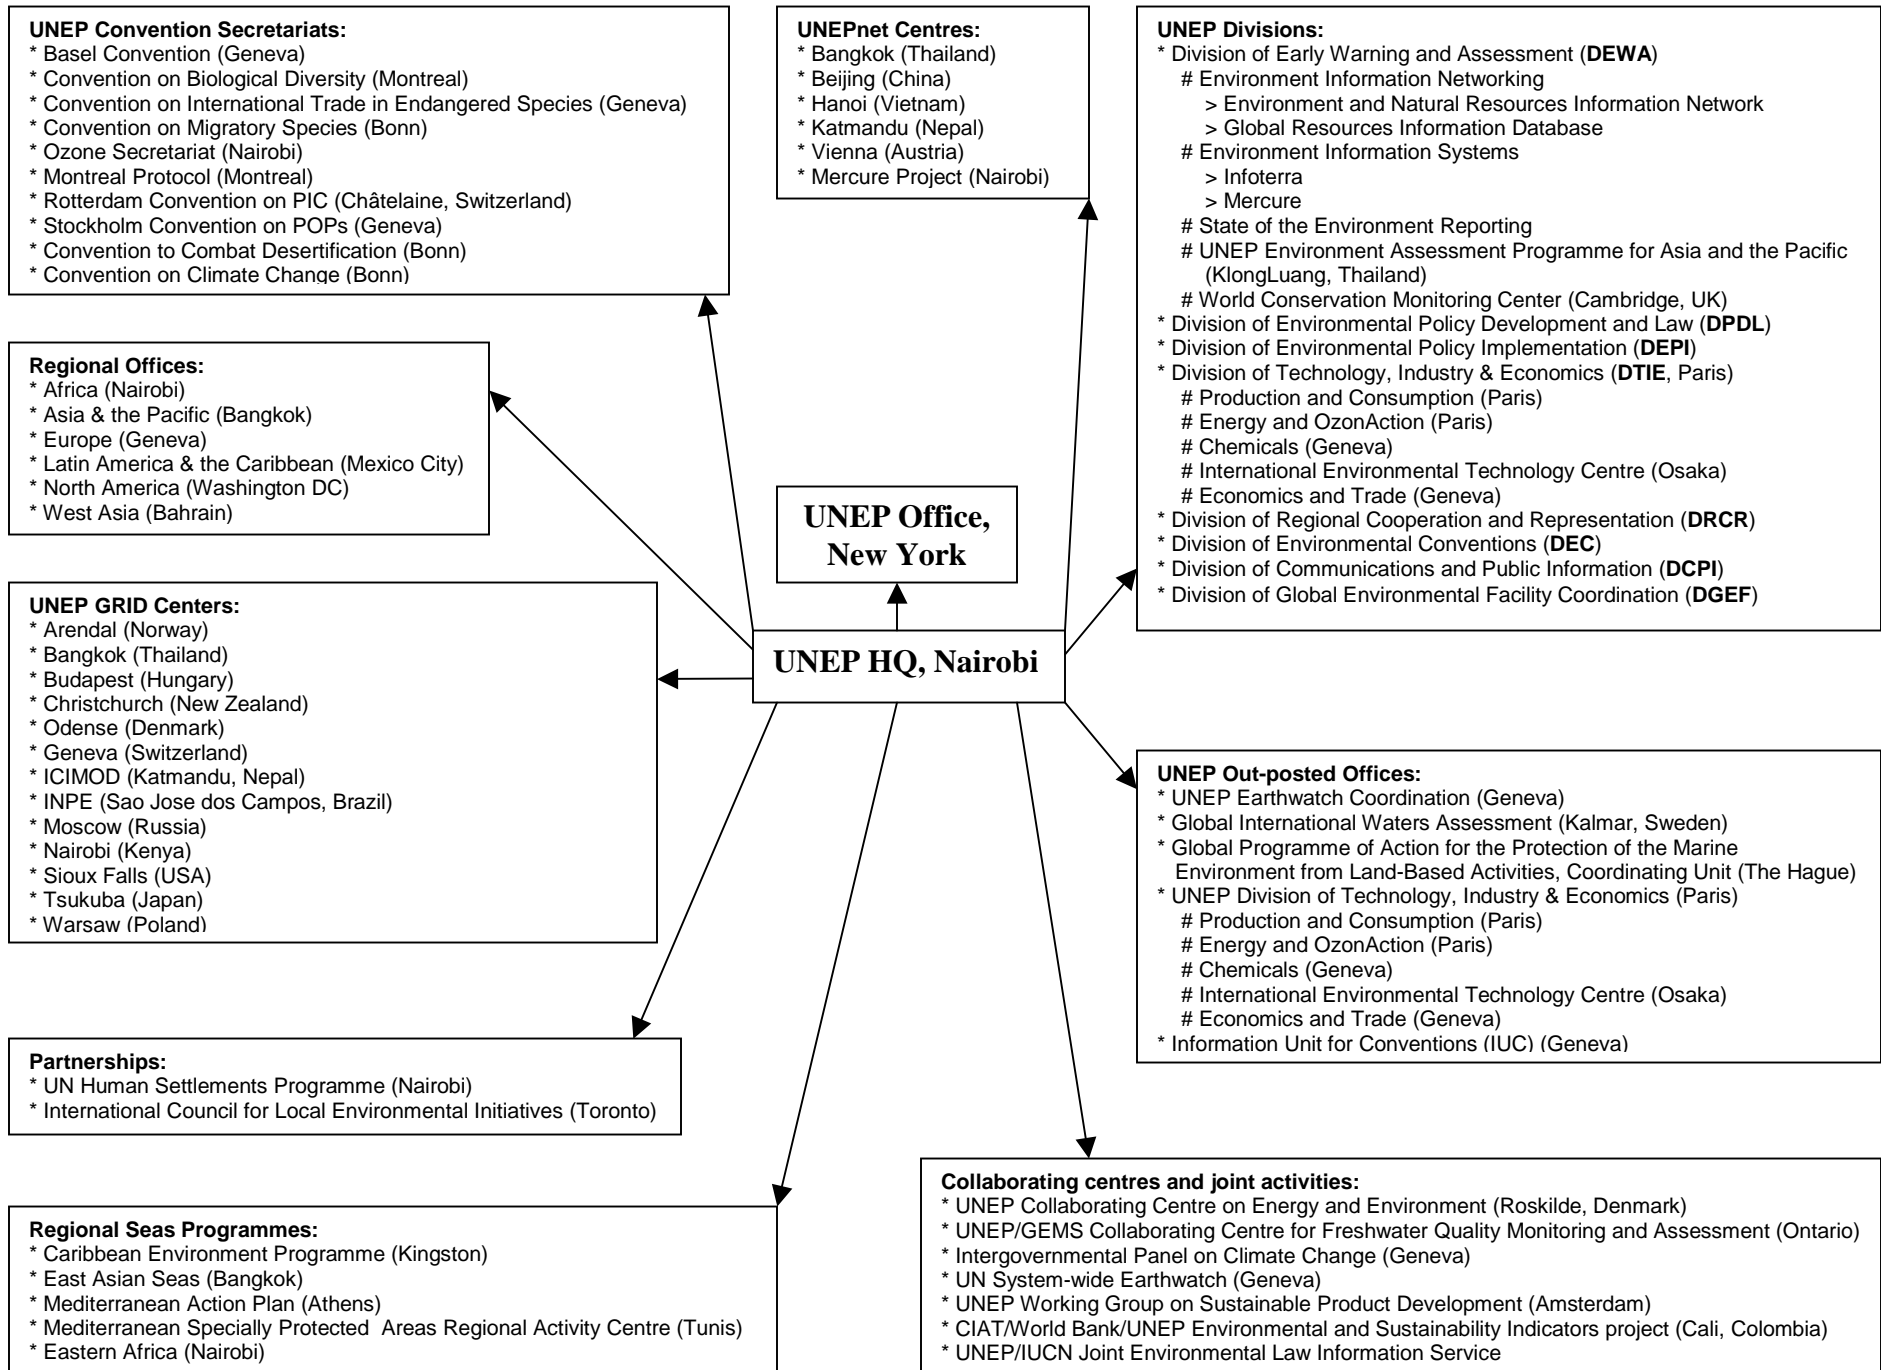 UNEP Convention Secretariats:
* Basel Convention (Geneva)
* Convention on Biological Diversity (Montreal)
* Convention on International Trade in Endangered Species (Geneva)
* Convention on Migratory Species (Bonn)
* Ozone Secretariat (Nairobi)
* Montreal Protocol (Montreal)
* Rotterdam Convention on PIC (Châtelaine, Switzerland)
* Stockholm Convention on POPs (Geneva)
* Convention to Combat Desertification (Bonn)
* Convention on Climate Change (Bonn)
UNEPnet Centres:
* Bangkok (Thailand)
* Beijing (China)
* Hanoi (Vietnam)
* Katmandu (Nepal)
* Vienna (Austria)
* Mercure Project (Nairobi)
UNEP Divisions:
* Division of Early Warning and Assessment (DEWA)
# Environment Information Networking
> Environment and Natural Resources Information Network
> Global Resources Information Database
# Environment Information Systems
> Infoterra
> Mercure
# State of the Environment Reporting
# UNEP Environment Assessment Programme for Asia and the Pacific
(KlongLuang, Thailand)
# World Conservation Monitoring Center (Cambridge, UK)
* Division of Environmental Policy Development and Law (DPDL)
* Division of Environmental Policy Implementation (DEPI)
* Division of Technology, Industry & Economics (DTIE, Paris)
# Production and Consumption (Paris)
# Energy and OzonAction (Paris)
# Chemicals (Geneva)
# International Environmental Technology Centre (Osaka)
# Economics and Trade (Geneva)
* Division of Regional Cooperation and Representation (DRCR)
* Division of Environmental Conventions (DEC)
* Division of Communications and Public Information (DCPI)
* Division of Global Environmental Facility Coordination (DGEF)
Regional Offices:
* Africa (Nairobi)
* Asia & the Pacific (Bangkok)
* Europe (Geneva)
* Latin America & the Caribbean (Mexico City)
* North America (Washington DC)
* West Asia (Bahrain)
UNEP Office,
New York
UNEP HQ, Nairobi
UNEP GRID Centers:
* Arendal (Norway)
* Bangkok (Thailand)
* Budapest (Hungary)
* Christchurch (New Zealand)
* Odense (Denmark)
* Geneva (Switzerland)
* ICIMOD (Katmandu, Nepal)
* INPE (Sao Jose dos Campos, Brazil)
* Moscow (Russia)
* Nairobi (Kenya)
* Sioux Falls (USA)
* Tsukuba (Japan)
* Warsaw (Poland)
UNEP Out-posted Offices:
* UNEP Earthwatch Coordination (Geneva)
* Global International Waters Assessment (Kalmar, Sweden)
* Global Programme of Action for the Protection of the Marine
Environment from Land-Based Activities, Coordinating Unit (The Hague)
* UNEP Division of Technology, Industry & Economics (Paris)
# Production and Consumption (Paris)
# Energy and OzonAction (Paris)
# Chemicals (Geneva)
# International Environmental Technology Centre (Osaka)
# Economics and Trade (Geneva)
* Information Unit for Conventions (IUC) (Geneva)
Partnerships:
* UN Human Settlements Programme (Nairobi)
* International Council for Local Environmental Initiatives (Toronto)
Regional Seas Programmes:
* Caribbean Environment Programme (Kingston)
* East Asian Seas (Bangkok)
* Mediterranean Action Plan (Athens)
* Mediterranean Specially Protected Areas Regional Activity Centre (Tunis)
* Eastern Africa (Nairobi)
Collaborating centres and joint activities:
* UNEP Collaborating Centre on Energy and Environment (Roskilde, Denmark)
* UNEP/GEMS Collaborating Centre for Freshwater Quality Monitoring and Assessment (Ontario)
* Intergovernmental Panel on Climate Change (Geneva)
* UN System-wide Earthwatch (Geneva)
* UNEP Working Group on Sustainable Product Development (Amsterdam)
* CIAT/World Bank/UNEP Environmental and Sustainability Indicators project (Cali, Colombia)
* UNEP/IUCN Joint Environmental Law Information Service